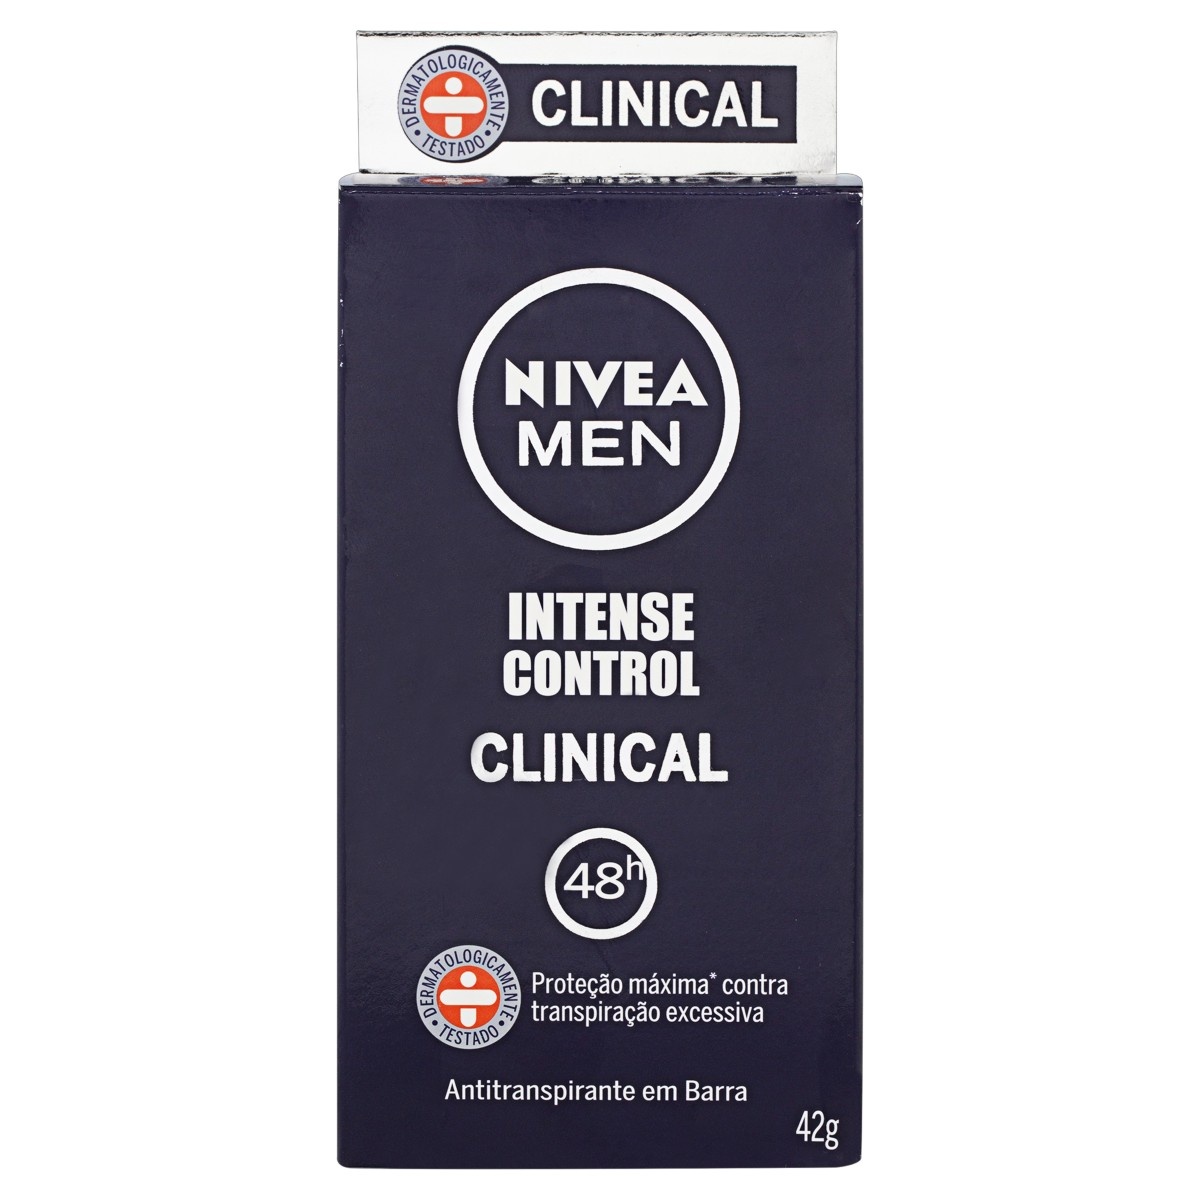 DERMATOLOGICAMENTE
TESTADO
CLINICAL
NIVEA
MEN
INTENSE
CONTROL
CLINICAL
48h
DERMATOLOGICAMENTE
TESTADO
Proteção máxima* contra
transpiração excessiva
Antitranspirante em Barra
42g